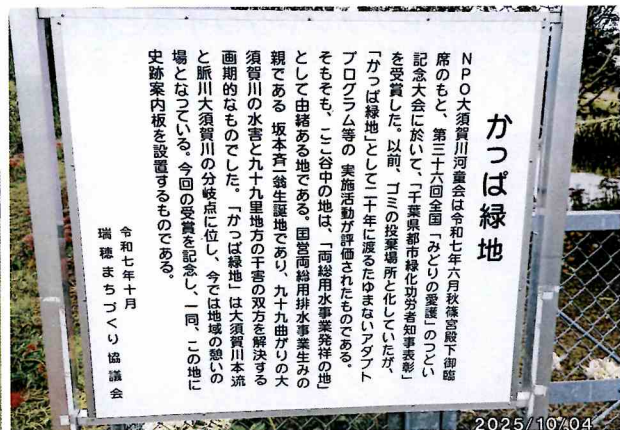 かっぱ緑地
NPO大須賀川河童会は令和七年六月秋篠宮殿下御臨
席のもと、第三十六回全国「みどりの愛護」のつどい
記念大会に於いて、「千葉県都市緑化功労者知事表彰」
を受賞した。以前、ゴミの投棄場所と化していたが、
「かっぱ緑地」として二十年に渡るたゆまないアダプト
プログラム等の 実施活動が評価されたものである。
そもそも、ここ谷中の地は、「両総用水事業発祥の地」
として由緒ある地である。国営両総用排水事業生みの
親である 坂本斉一翁生誕地であり、九十九曲がりの大
須賀川の水害と九十九里地方の干害の双方を解決する
画期的なものでした。「かっぱ緑地」は大須賀川本流
と脈川大須賀川の分岐点に位し、今では地域の憩いの
場となっている。今回の受賞を記念し、一同、この地に
史跡案内板を設置するものである。
令和七年十月
瑞穂まちづくり協議会
2025/10/04